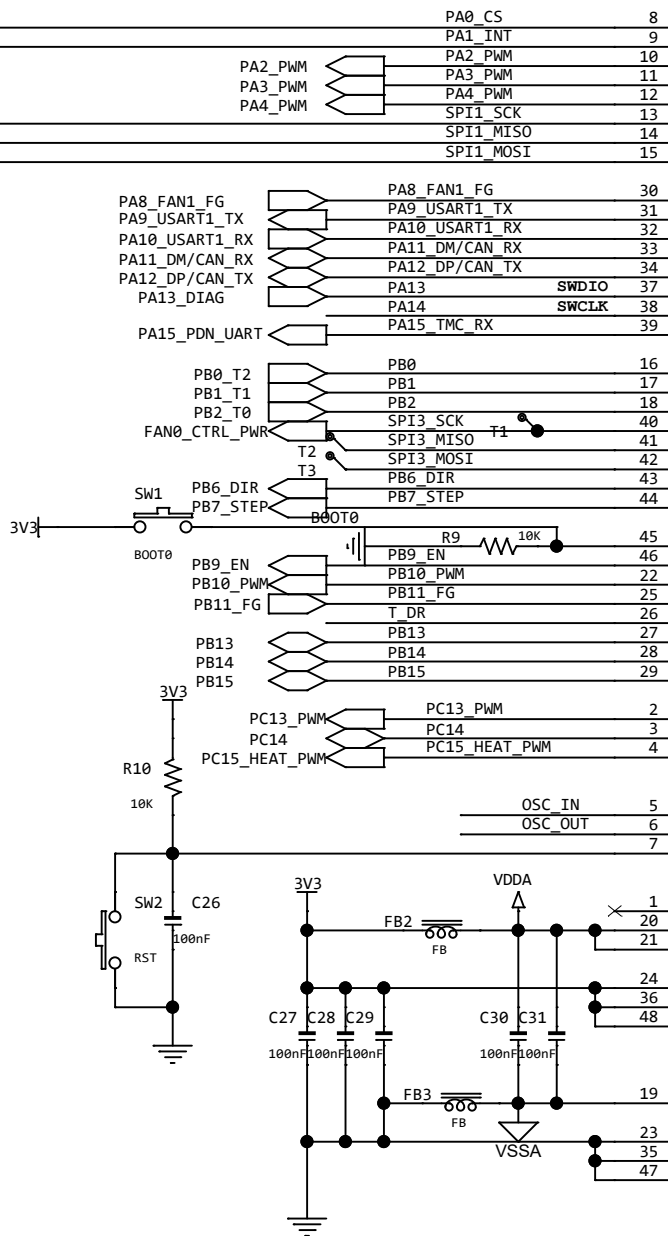 PA0_CS 8
PA1_INT 9
PA2_PWM PA2_PWM 10
PA3_PWM PA3_PWM 11
PA4_PWM PA4_PWM 12
SPI1_SCK 13
SPI1_MISO 14
SPI1_MOSI 15
PA8_FAN1_FG PA8_FAN1_FG 30
PA9_USART1_TX PA9_USART1_TX 31
PA10_USART1_RX PA10_USART1_RX 32
PA11_DM/CAN_RX PA11_DM/CAN_RX 33
PA12_DP/CAN_TX PA12_DP/CAN_TX 34
PA13_DIAG PA13 SWDIO 37
PA14 SWCLK 38
PA15_PDN_UART PA15_TMC_RX 39
PB0_T2 PB0 16
PB1_T1 PB1 17
PB2_T0 PB2 18
FAN0_CTRL_PWR SPI3_SCK T1 40
T2 SPI3_MISO 41
T3 SPI3_MOSI 42
PB6_DIR PB6_DIR 43
PB7_STEP PB7_STEP 44
SW1
3V3 BOOT0
BOOT0 R9 10K 45
PB9_EN PB9_EN 46
PB10_PWM PB10_PWM 22
PB11_FG PB11_FG 25
T_DR 26
PB13 PB13 27
PB14 PB14 28
PB15 PB15 29
3V3
PC13_PWM PC13_PWM 2
PC14 PC14 3
PC15_HEAT_PWM PC15_HEAT_PWM 4
R10
10K
OSC_IN 5
OSC_OUT 6
7
3V3 VDDA
SW2 C26 1
FB2 20
100nF 21
RST FB
24
36
C27 C28 C29 C30 C31 48
100nF 100nF 100nF 100nF 100nF
FB3 19
FB
23
VSSA 35
47